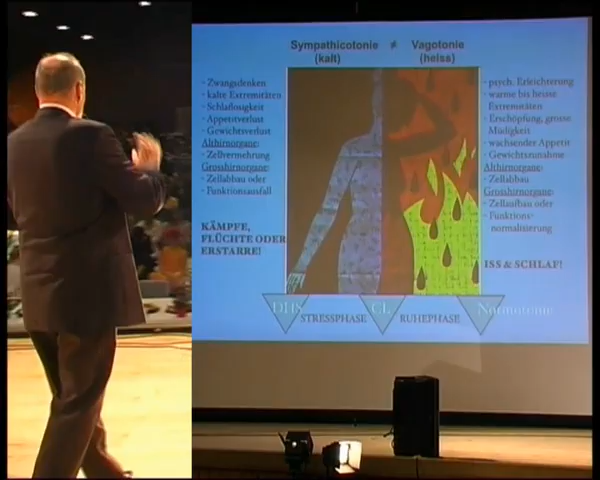 Sympathicotonie ≠ Vagotonie
(kalt) (heiss)
- Zwangsdenken
- kalte Extremitäten
- Schlaflosigkeit
- Appetitverlust
- Gewichtsverlust
Althirnorgane:
- Zellvermehrung
Grosshirnorgane:
- Zellabbau oder
- Funktionsausfall
KÄMPFE,
FLÜCHTE ODER
ERSTARRE!
- psych. Erleichterung
- warme bis heisse
Extremitäten
- Erschöpfung, grosse
Müdigkeit
- wachsender Appetit
- Gewichtszunahme
Althirnorgane:
- Zellabbau
Grosshirnorgane:
- Zellaufbau oder
- Funktions-
normalisierung
ISS & SCHLAF!
DHS STRESSPHASE CL RUHEPHASE Normotonie